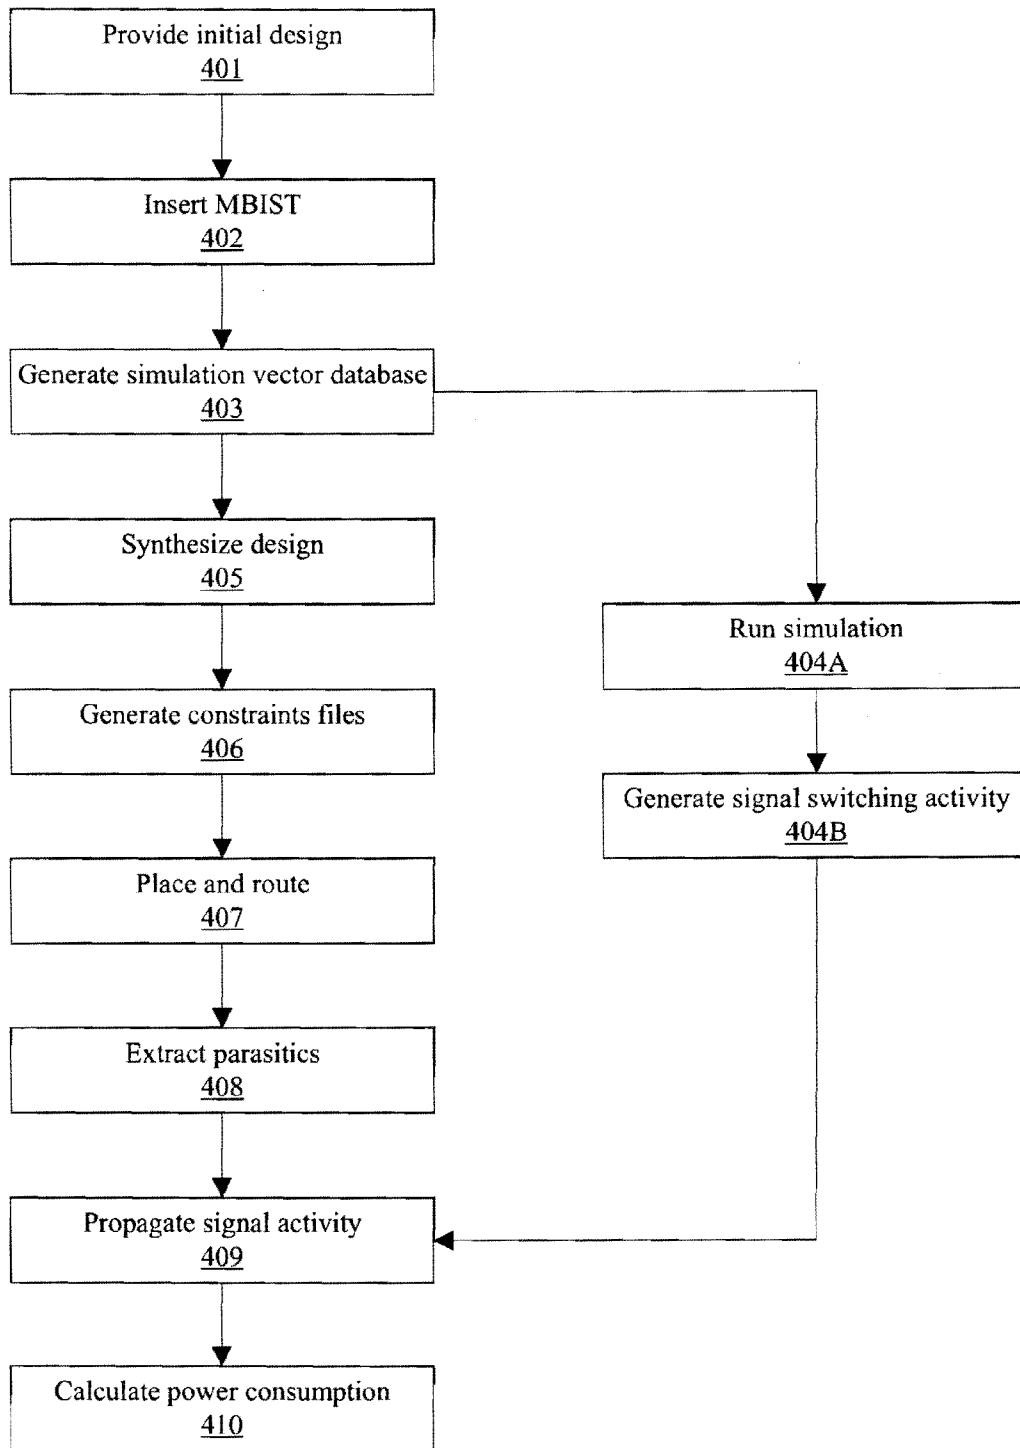 Provide initial design
401
Insert MBIST
402
Generate simulation vector database
403
Synthesize design
405
Run simulation
404A
Generate constraints files
406
Generate signal switching activity
404B
Place and route
407
Extract parasitics
408
Propagate signal activity
409
Calculate power consumption
410